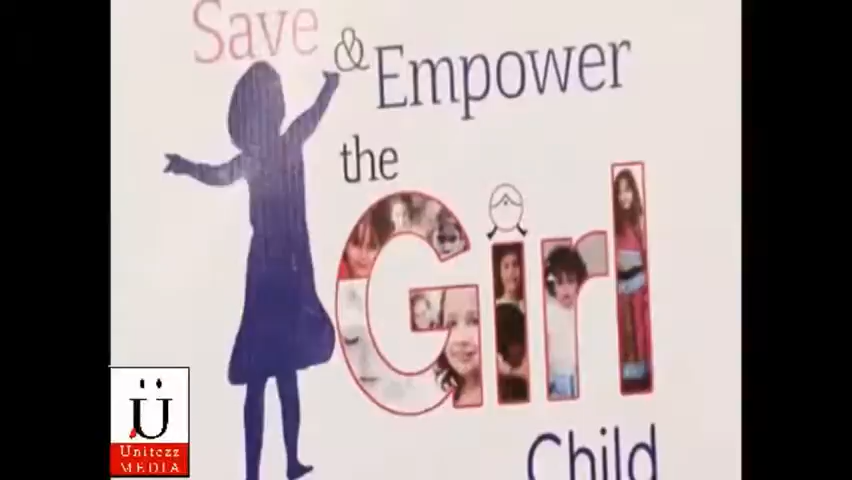 Save &
Empower
the
Girl
Child
Ü
Unitezz
MEDIA